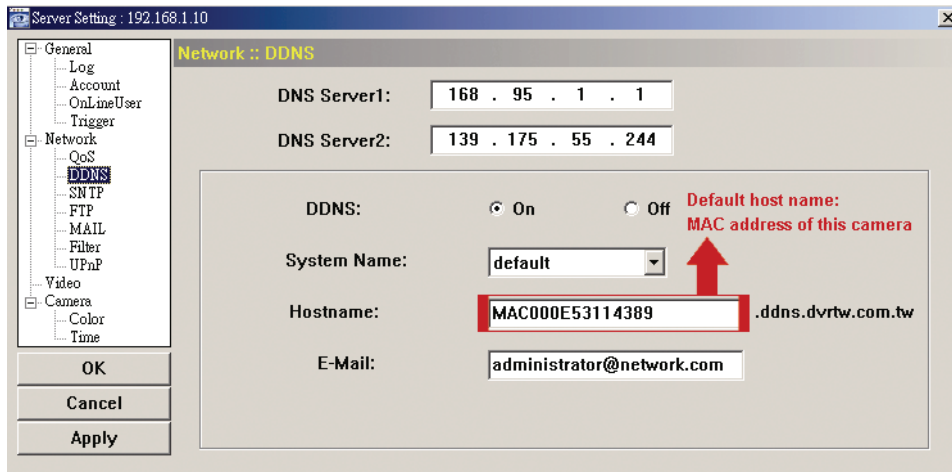 Server Setting : 192.168.1.10
General
Log
Account
OnLineUser
Trigger
Network
QoS
DDNS
SNTP
FTP
MAIL
Filter
UPnP
Video
Camera
Color
Time
OK
Cancel
Apply
Network :: DDNS
DNS Server1: 168 . 95 . 1 . 1
DNS Server2: 139 . 175 . 55 . 244
DDNS: On Off
Default host name:
MAC address of this camera
System Name: default
Hostname: MAC000E53114389 .ddns.dvrtw.com.tw
E-Mail: administrator@network.com